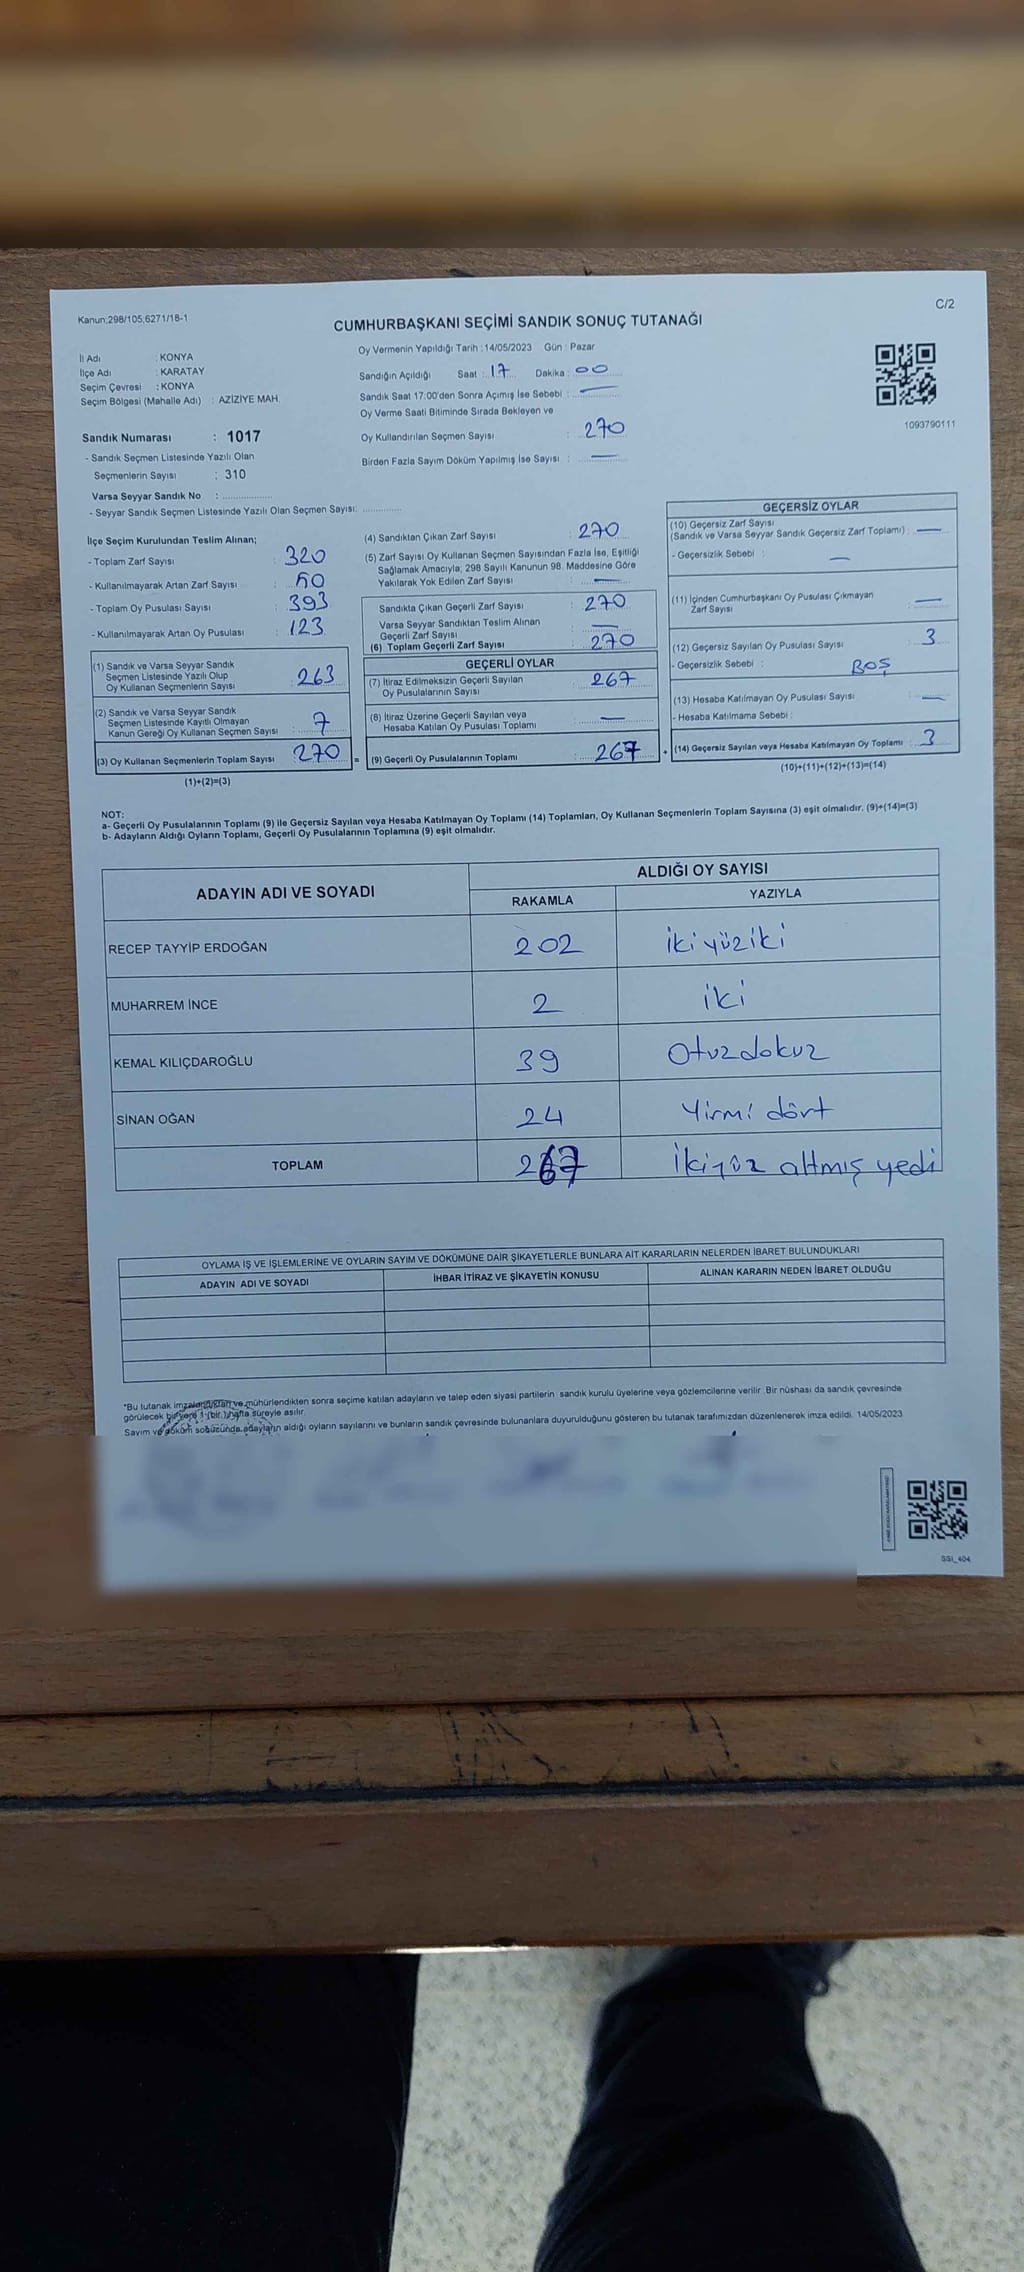 Kanun;298/105;6271/18-1
C/2
CUMHURBAŞKANI SEÇİMİ SANDIK SONUÇ TUTANAĞI
İl Adı : KONYA
İlçe Adı : KARATAY
Seçim Çevresi : KONYA
Seçim Bölgesi (Mahalle Adı) : AZİZİYE MAH.
Sandık Numarası : 1017
- Sandık Seçmen Listesinde Yazılı Olan
Seçmenlerin Sayısı : 310
Varsa Seyyar Sandık No :
- Seyyar Sandık Seçmen Listesinde Yazılı Olan Seçmen Sayısı:
Oy Vermenin Yapıldığı Tarih :14/05/2023 Gün : Pazar
Sandığın Açıldığı Saat : 17 Dakika : 00
Sandık Saat 17:00'den Sonra Açımış İse Sebebi : —
Oy Verme Saati Bitiminde Sırada Bekleyen ve
Oy Kullandırılan Seçmen Sayısı : 270
Birden Fazla Sayım Döküm Yapılmış İse Sayısı : —
1093790111
İlçe Seçim Kurulundan Teslim Alınan;
- Toplam Zarf Sayısı : 320
- Kullanılmayarak Artan Zarf Sayısı : 50
- Toplam Oy Pusulası Sayısı : 393
- Kullanılmayarak Artan Oy Pusulası : 123
(1) Sandık ve Varsa Seyyar Sandık
Seçmen Listesinde Yazılı Olup
Oy Kullanan Seçmenlerin Sayısı : 263
(2) Sandık ve Varsa Seyyar Sandık
Seçmen Listesinde Kayıtlı Olmayan
Kanun Gereği Oy Kullanan Seçmen Sayısı : 7
(3) Oy Kullanan Seçmenlerin Toplam Sayısı : 270 =
(1)+(2)=(3)
(4) Sandıktan Çıkan Zarf Sayısı : 270
(5) Zarf Sayısı Oy Kullanan Seçmen Sayısından Fazla İse, Eşitliği
Sağlamak Amacıyla; 298 Sayılı Kanunun 98. Maddesine Göre
Yakılarak Yok Edilen Zarf Sayısı : —
Sandıkta Çıkan Geçerli Zarf Sayısı : 270
Varsa Seyyar Sandıktan Teslim Alınan
Geçerli Zarf Sayısı : —
(6) Toplam Geçerli Zarf Sayısı : 270
GEÇERLİ OYLAR
(7) İtiraz Edilmeksizin Geçerli Sayılan
Oy Pusulalarının Sayısı : 267
(8) İtiraz Üzerine Geçerli Sayılan veya
Hesaba Katılan Oy Pusulası Toplamı : —
(9) Geçerli Oy Pusulalarının Toplamı : 267 +
GEÇERSİZ OYLAR
(10) Geçersiz Zarf Sayısı
(Sandık ve Varsa Seyyar Sandık Geçersiz Zarf Toplamı) : —
- Geçersizlik Sebebi : —
(11) İçinden Cumhurbaşkanı Oy Pusulası Çıkmayan
Zarf Sayısı : —
(12) Geçersiz Sayılan Oy Pusulası Sayısı : 3
- Geçersizlik Sebebi : BOŞ
(13) Hesaba Katılmayan Oy Pusulası Sayısı : —
- Hesaba Katılmama Sebebi :
(14) Geçersiz Sayılan veya Hesaba Katılmayan Oy Toplamı : 3
(10)+(11)+(12)+(13)=(14)
NOT:
a- Geçerli Oy Pusulalarının Toplamı (9) ile Geçersiz Sayılan veya Hesaba Katılmayan Oy Toplamı (14) Toplamları, Oy Kullanan Seçmenlerin Toplam Sayısına (3) eşit olmalıdır. (9)+(14)=(3)
b- Adayların Aldığı Oyların Toplamı, Geçerli Oy Pusulalarının Toplamına (9) eşit olmalıdır.
ADAYIN ADI VE SOYADI ALDIĞI OY SAYISI
RAKAMLA YAZIYLA
RECEP TAYYİP ERDOĞAN 202 ikiyüziki
MUHARREM İNCE 2 iki
KEMAL KILIÇDAROĞLU 39 Otuzdokuz
SİNAN OĞAN 24 Yirmi dört
TOPLAM 267 İkiyüz altmış yedi
OYLAMA İŞ VE İŞLEMLERİNE VE OYLARIN SAYIM VE DÖKÜMÜNE DAİR ŞİKAYETLERLE BUNLARA AİT KARARLARIN NELERDEN İBARET BULUNDUKLARI
ADAYIN ADI VE SOYADI İHBAR İTİRAZ VE ŞİKAYETİN KONUSU ALINAN KARARIN NEDEN İBARET OLDUĞU
*Bu tutanak imzalandıktan ve mühürlendikten sonra seçime katılan adayların ve talep eden siyasi partilerin sandık kurulu üyelerine veya gözlemcilerine verilir .Bir nüshası da sandık çevresinde
görülecek bir yere 1 (bir ) hafta süreyle asılır.
Sayım ve döküm sonucunda adayların aldığı oyların sayılarını ve bunların sandık çevresinde bulunanlara duyurulduğunu gösteren bu tutanak tarafımızdan düzenlenerek imza edildi. 14/05/2023
SSI_404